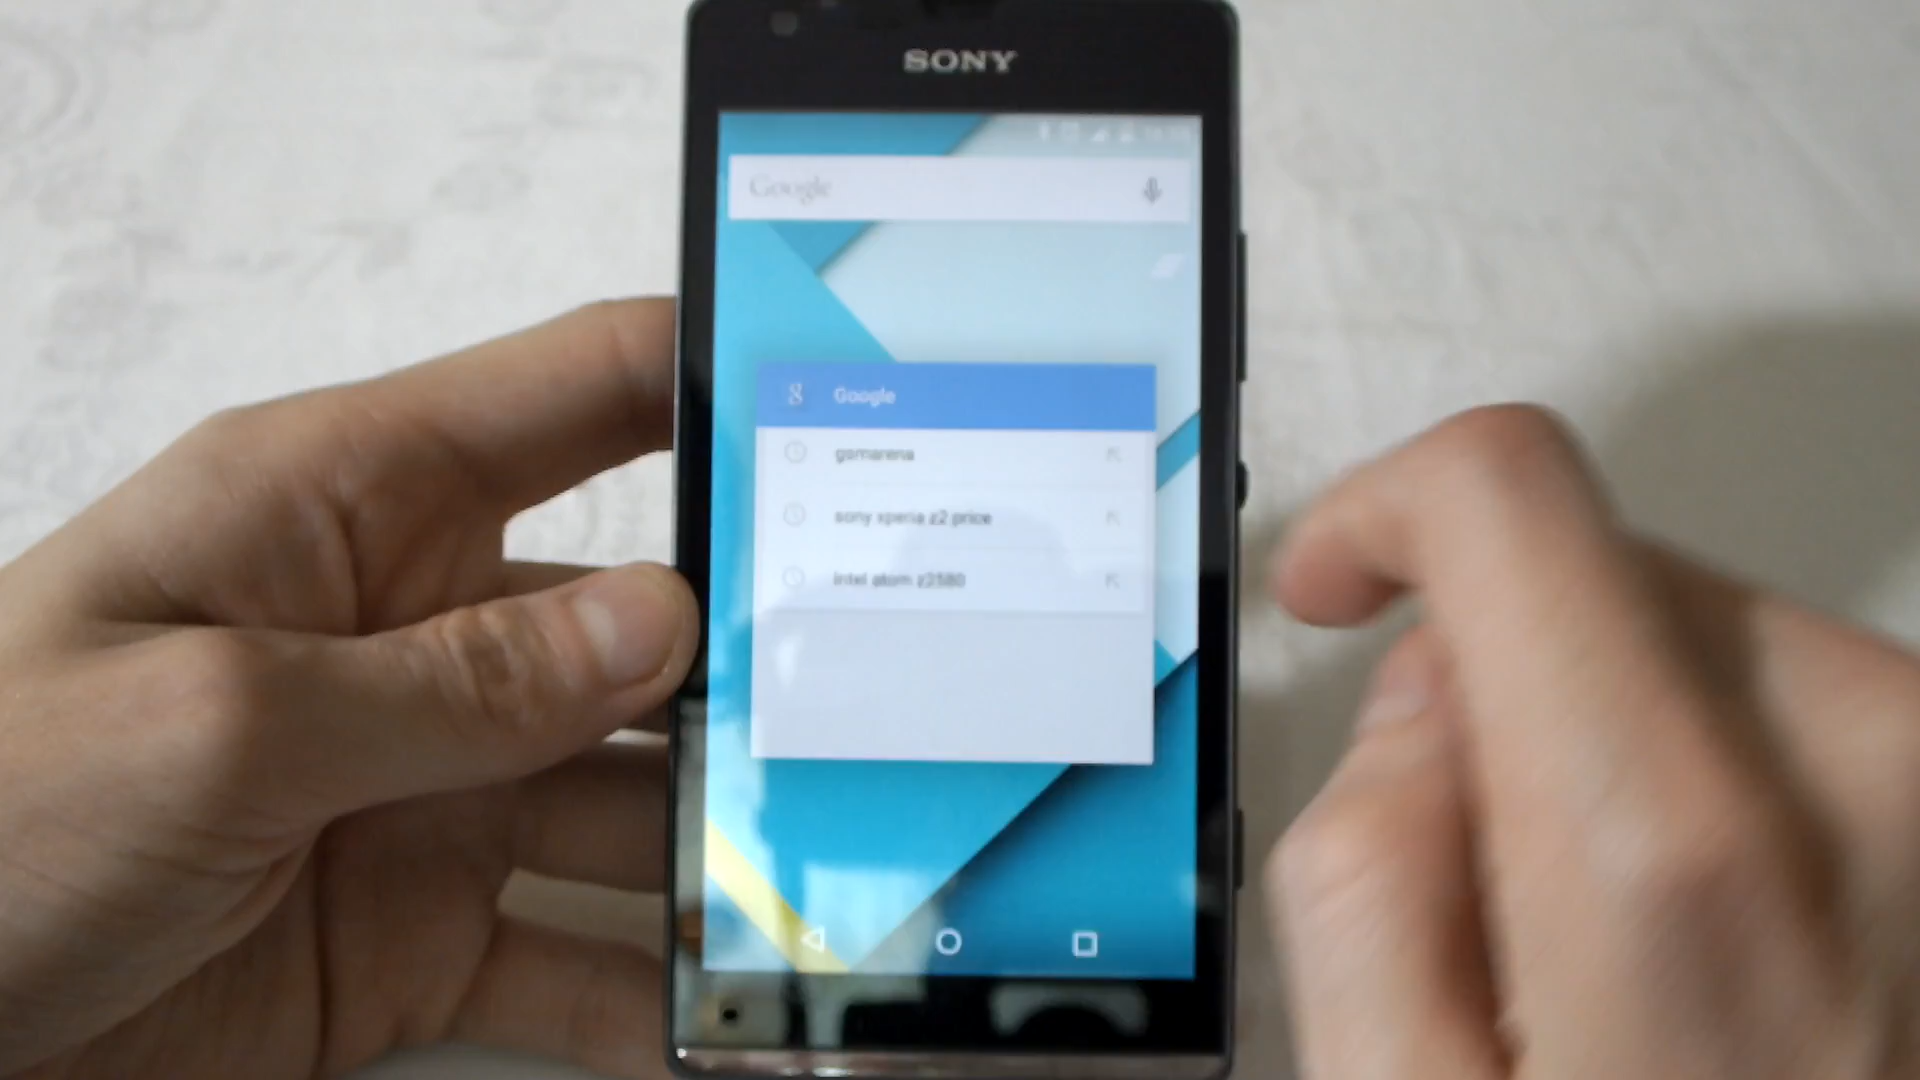 SONY
Google
Google
gsmarena
sony xperia z2 price
intel atom z2580